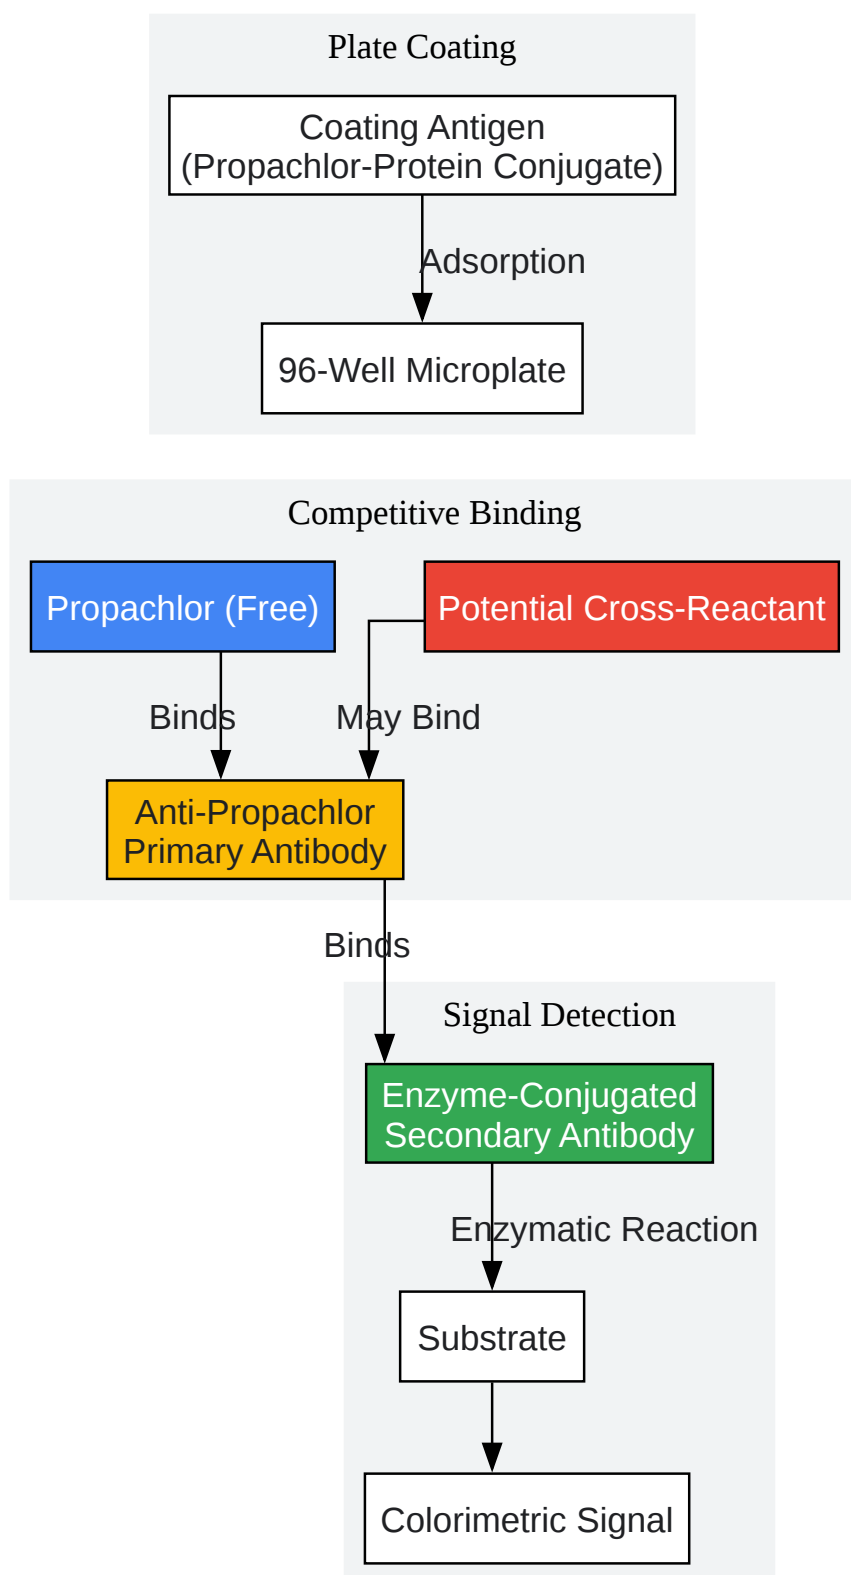 Plate Coating
Coating Antigen
(Propachlor-Protein Conjugate)
Adsorption
96-Well Microplate
Competitive Binding
Propachlor (Free)
Potential Cross-Reactant
Binds
May Bind
Anti-Propachlor
Primary Antibody
Binds
Signal Detection
Enzyme-Conjugated
Secondary Antibody
Enzymatic Reaction
Substrate
Colorimetric Signal